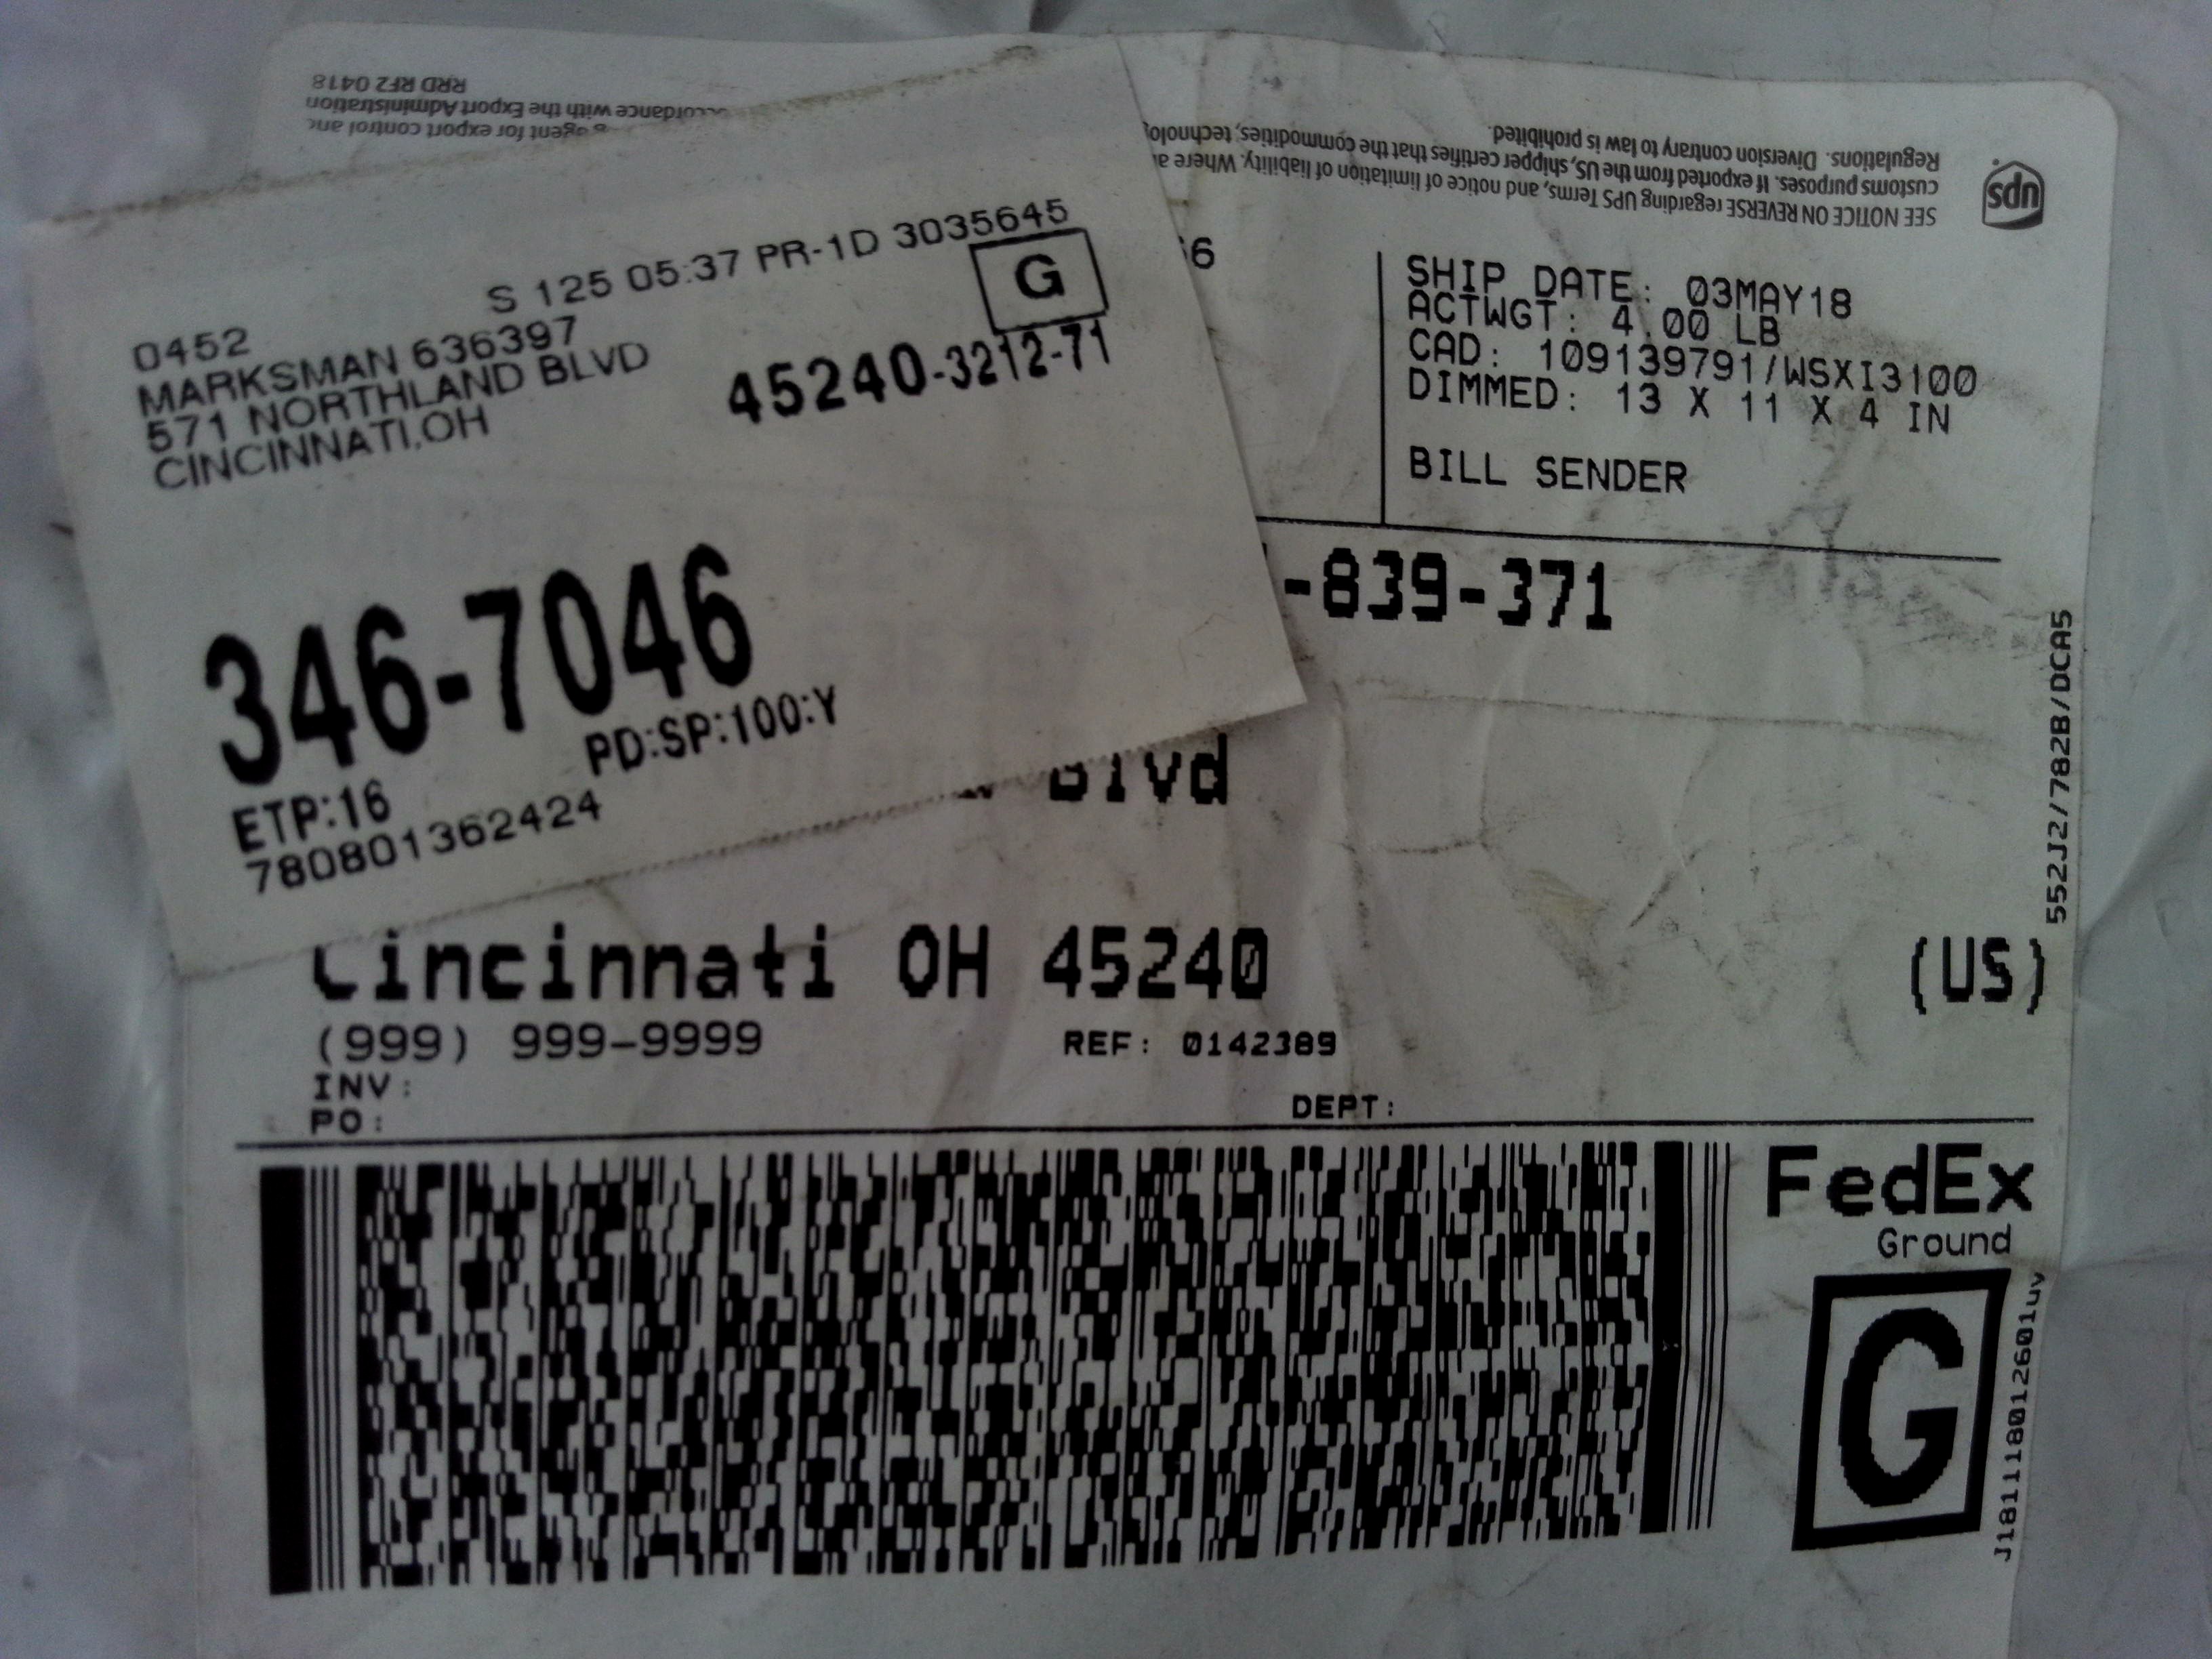 RRD RF2 0418
accordance with the Export Administration
agent for export control and
SEE NOTICE ON REVERSE regarding UPS Terms, and notice of limitation of liability. Where
customs purposes. If exported from the US, shipper certifies that the commodities,
Regulations. Diversion contrary to law is prohibited.
ups
S 125 05:37 PR-1D 3035645
G
0452
MARKSMAN 636397
571 NORTHLAND BLVD
CINCINNATI,OH
45240-3212-71
346-7046
PD:SP:100:Y
ETP:16
780801362424
6
SHIP DATE: 03MAY18
ACTWGT: 4.00 LB
CAD: 109139791/WSXI3100
DIMMED: 13 X 11 X 4 IN
BILL SENDER
-839-371
Blvd
552J2/782B/DCA5
Cincinnati OH 45240
(US)
(999) 999-9999
REF: 0142389
INV:
PO:
DEPT:
FedEx
Ground
G
J181118012601uv